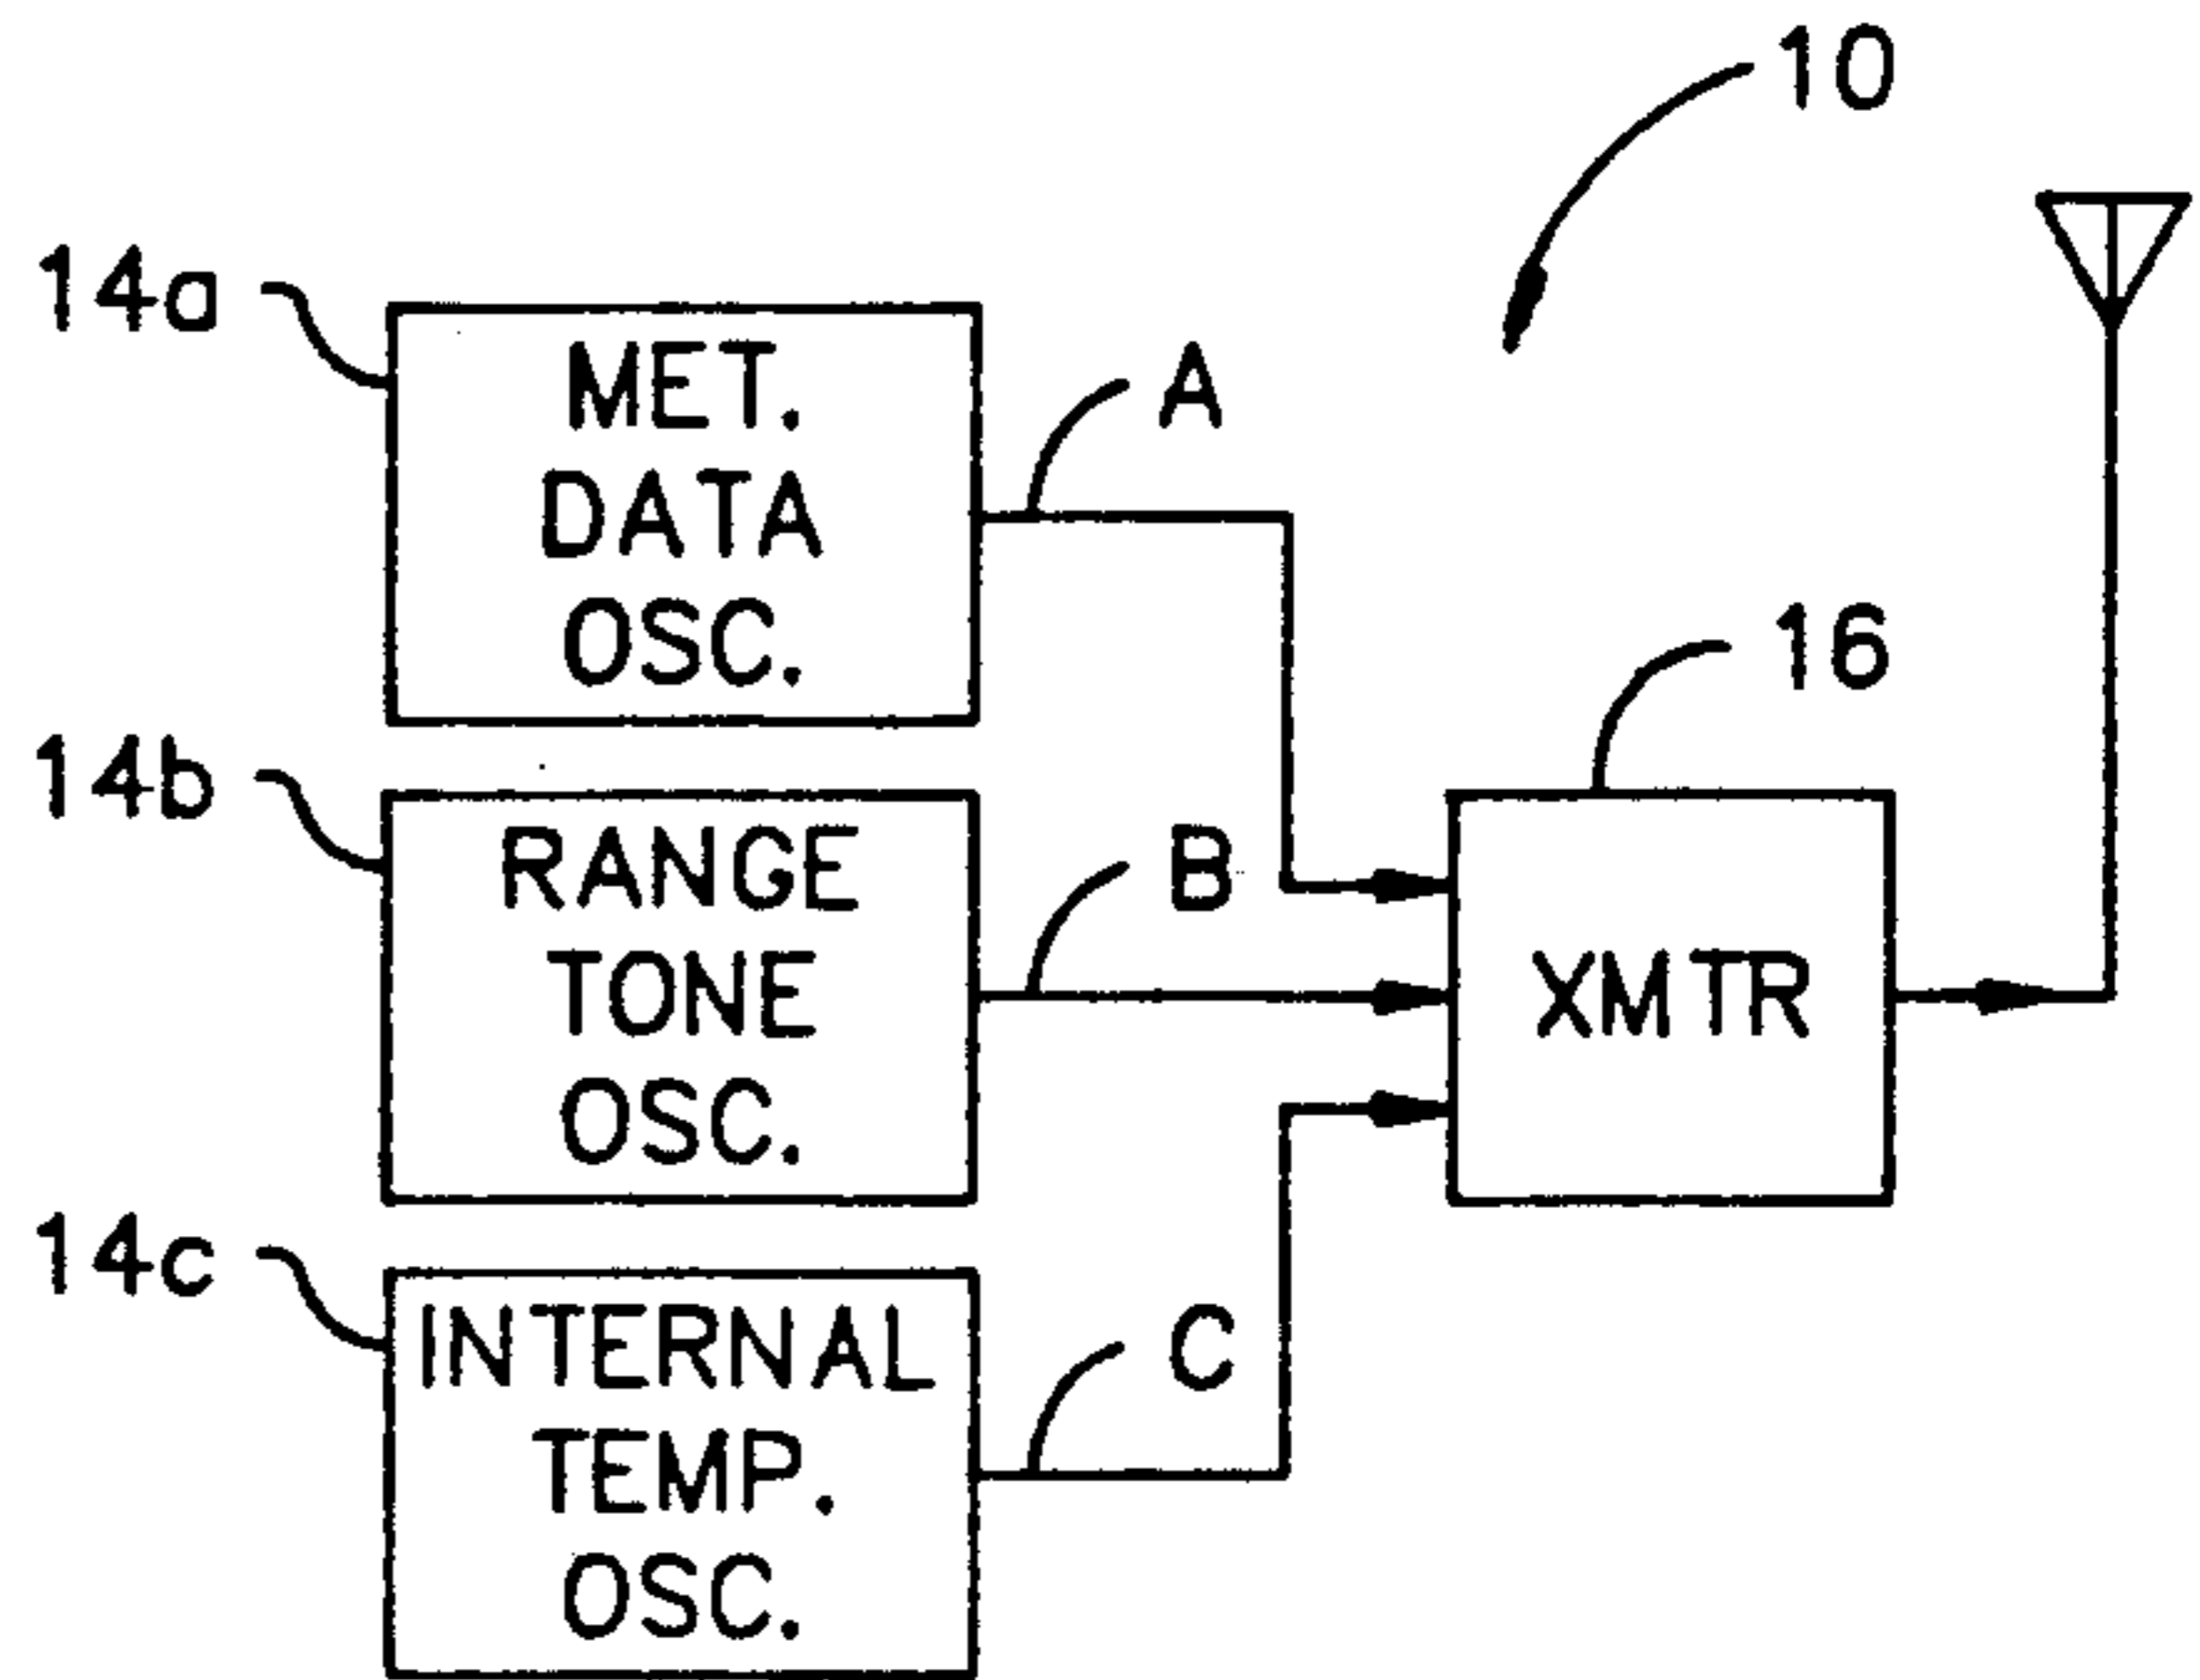 10
14a
MET.
DATA
OSC.
A
16
14b
RANGE
TONE
OSC.
B
XMTR
14c
INTERNAL
TEMP.
OSC.
C